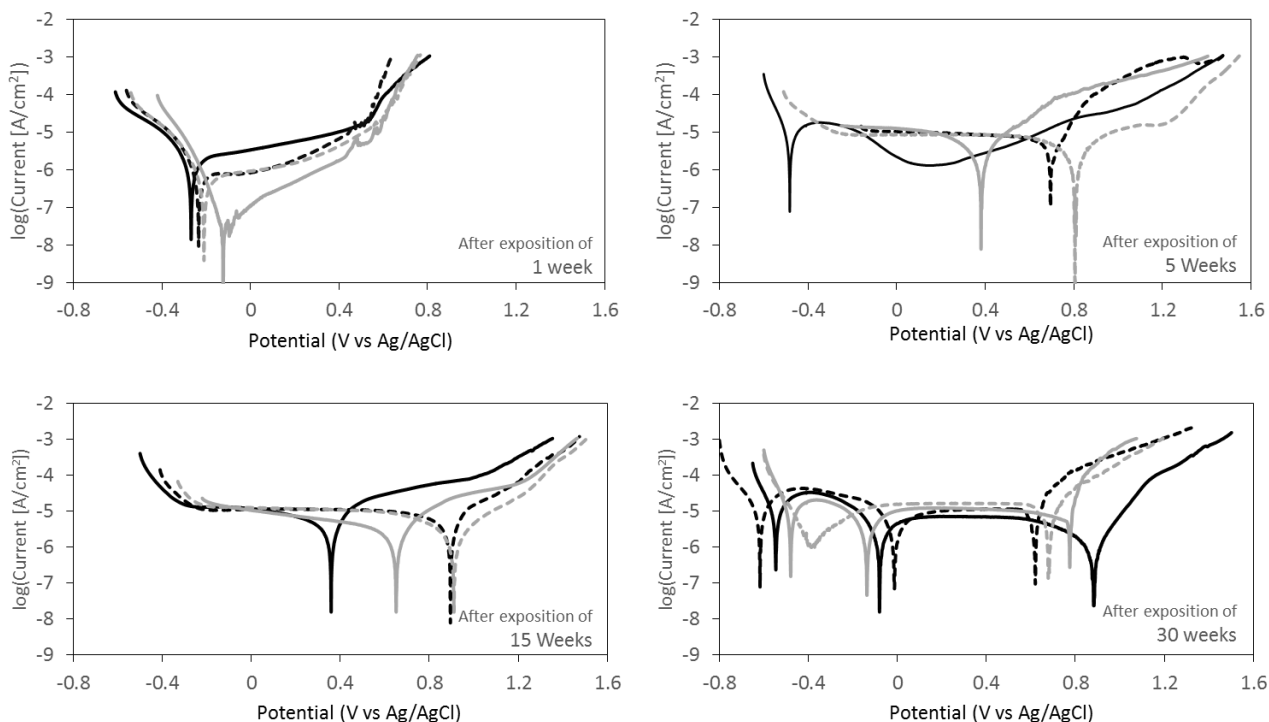 -2
-3
-4
-5
-6
-7
-8
-9
log(Current [A/cm²])
After exposition of
1 week
-0.8 -0.4 0 0.4 0.8 1.2 1.6
Potential (V vs Ag/AgCl)
-2
-3
-4
-5
-6
-7
-8
-9
log(Current [A/cm²])
After exposition of
5 Weeks
-0.8 -0.4 0 0.4 0.8 1.2 1.6
Potential (V vs Ag/AgCl)
-2
-3
-4
-5
-6
-7
-8
-9
log(Current [A/cm²])
After exposition of
15 Weeks
-0.8 -0.4 0 0.4 0.8 1.2 1.6
Potential (V vs Ag/AgCl)
-2
-3
-4
-5
-6
-7
-8
-9
log(Current [A/cm²])
After exposition of
30 weeks
-0.8 -0.4 0 0.4 0.8 1.2 1.6
Potential (V vs Ag/AgCl)